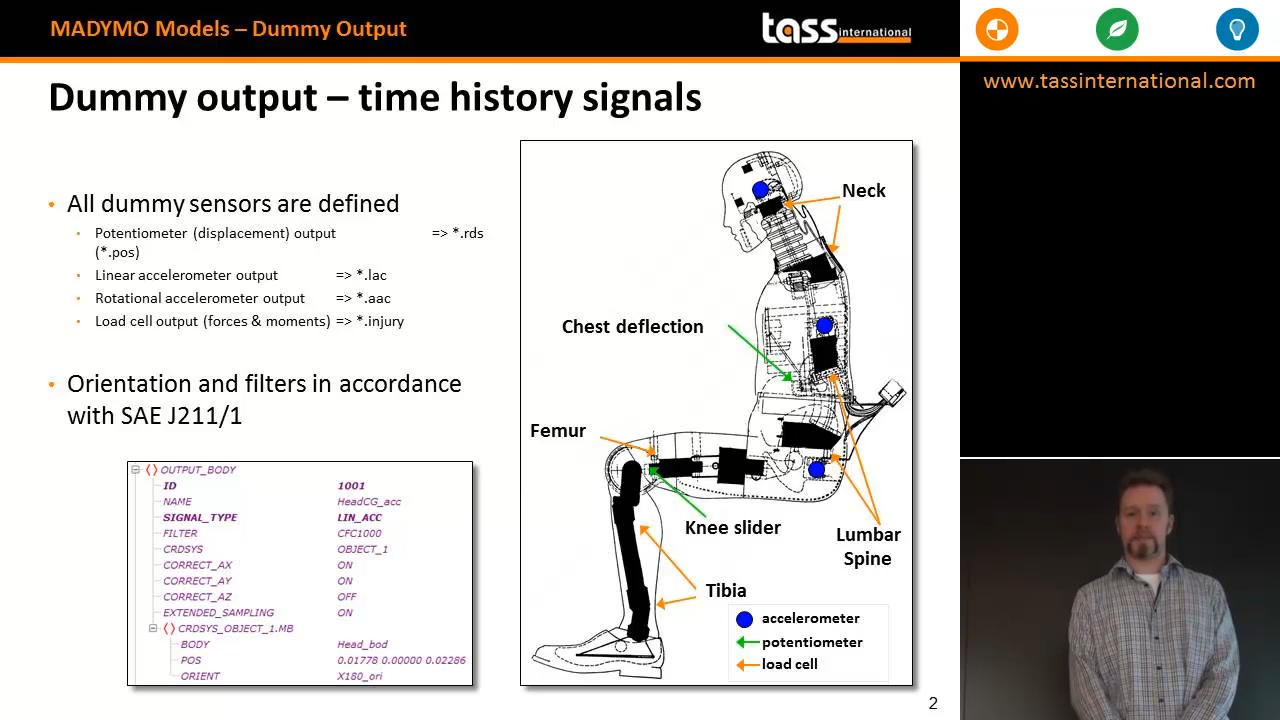 MADYMO Models – Dummy Output
tass international
www.tassinternational.com
Dummy output – time history signals
• All dummy sensors are defined
• Potentiometer (displacement) output => *.rds
(*.pos)
• Linear accelerometer output => *.lac
• Rotational accelerometer output => *.aac
• Load cell output (forces & moments) => *.injury
• Orientation and filters in accordance
with SAE J211/1
OUTPUT_BODY
ID 1001
NAME HeadCG_acc
SIGNAL_TYPE LIN_ACC
FILTER CFC1000
CRDSYS OBJECT_1
CORRECT_AX ON
CORRECT_AY ON
CORRECT_AZ OFF
EXTENDED_SAMPLING ON
CRDSYS_OBJECT_1.MB
BODY Head_bod
POS 0.01778 0.00000 0.02286
ORIENT X180_ori
Neck
Chest deflection
Femur
Knee slider
Lumbar
Spine
Tibia
accelerometer
potentiometer
load cell
2